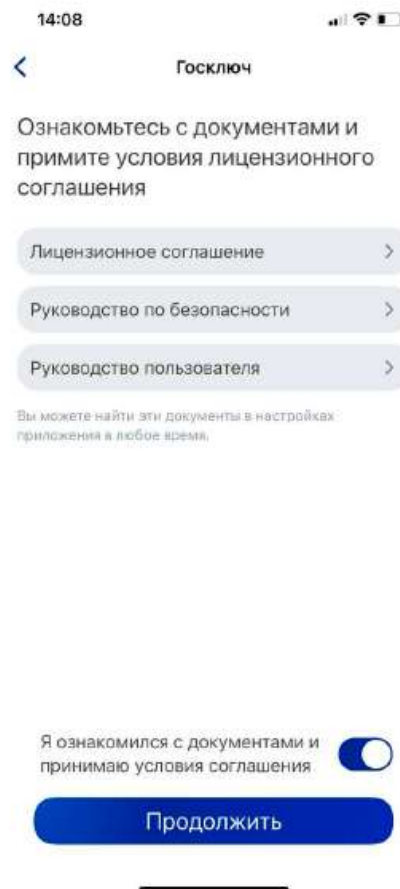 14:08
Госключ
Ознакомьтесь с документами и
примите условия лицензионного
соглашения
Лицензионное соглашение
Руководство по безопасности
Руководство пользователя
Вы можете найти эти документы в настройках
приложения в любое время.
Я ознакомился с документами и
принимаю условия соглашения
Продолжить